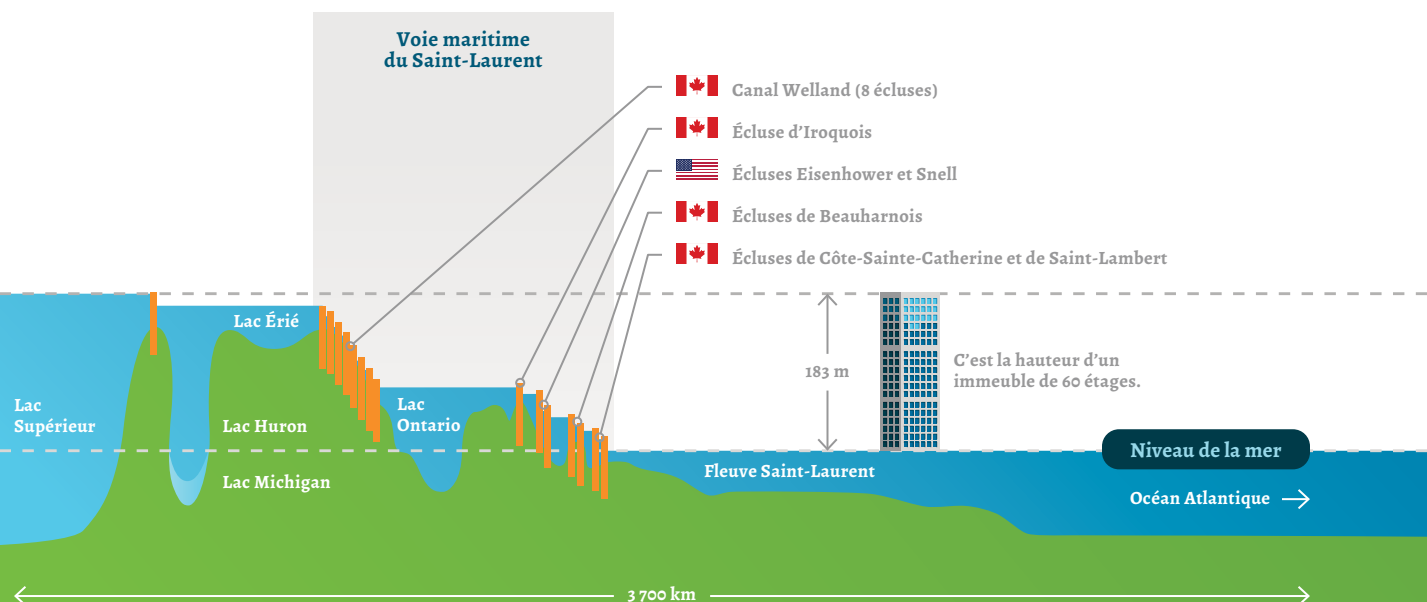 Voie maritime
du Saint-Laurent
Canal Welland (8 écluses)
Écluse d’Iroquois
Écluses Eisenhower et Snell
Écluses de Beauharnois
Écluses de Côte-Sainte-Catherine et de Saint-Lambert
Lac Érié
183 m
C’est la hauteur d’un
immeuble de 60 étages.
Lac
Supérieur
Lac Huron
Lac Michigan
Lac
Ontario
Fleuve Saint-Laurent
Niveau de la mer
Océan Atlantique
3 700 km